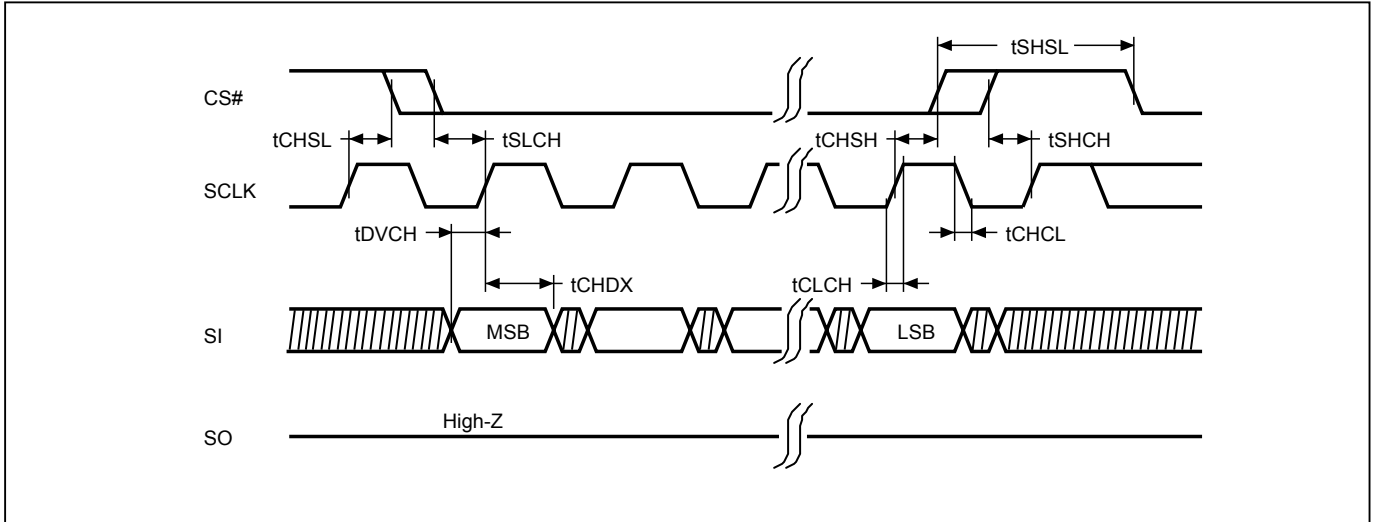 tSHSL
CS#
tCHSL tSLCH tCHSH tSHCH
SCLK
tDVCH tCHCL
tCHDX tCLCH
SI MSB LSB
High-Z
SO